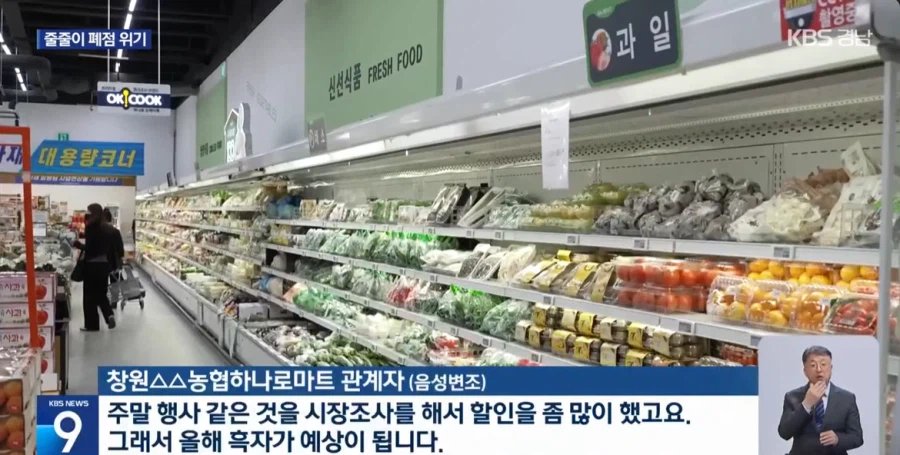 줄줄이 폐점 위기
KBS 경남
과일
신선식품 FRESH FOOD
OK!COOK
대용량코너
창원△△농협하나로마트 관계자 (음성변조)
KBS NEWS
9
주말 행사 같은 것을 시장조사를 해서 할인을 좀 많이 했고요.
그래서 올해 흑자가 예상이 됩니다.